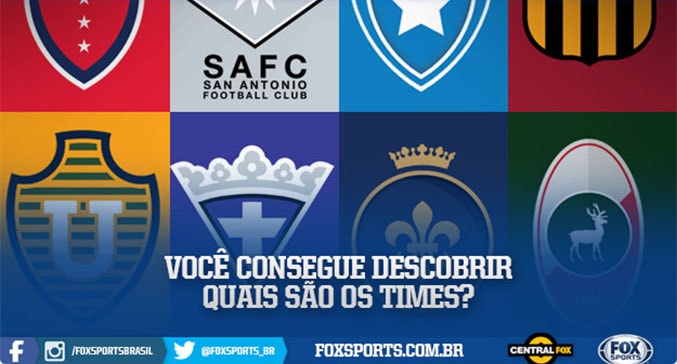 SAFC
SAN ANTONIO
FOOTBALL CLUB
U
VOCÊ CONSEGUE DESCOBRIR
QUAIS SÃO OS TIMES?
/FOXSPORTSBRASIL
@FOXSPORTS_BR
FOXSPORTS.COM.BR
CENTRAL FOX
FOX
SPORTS